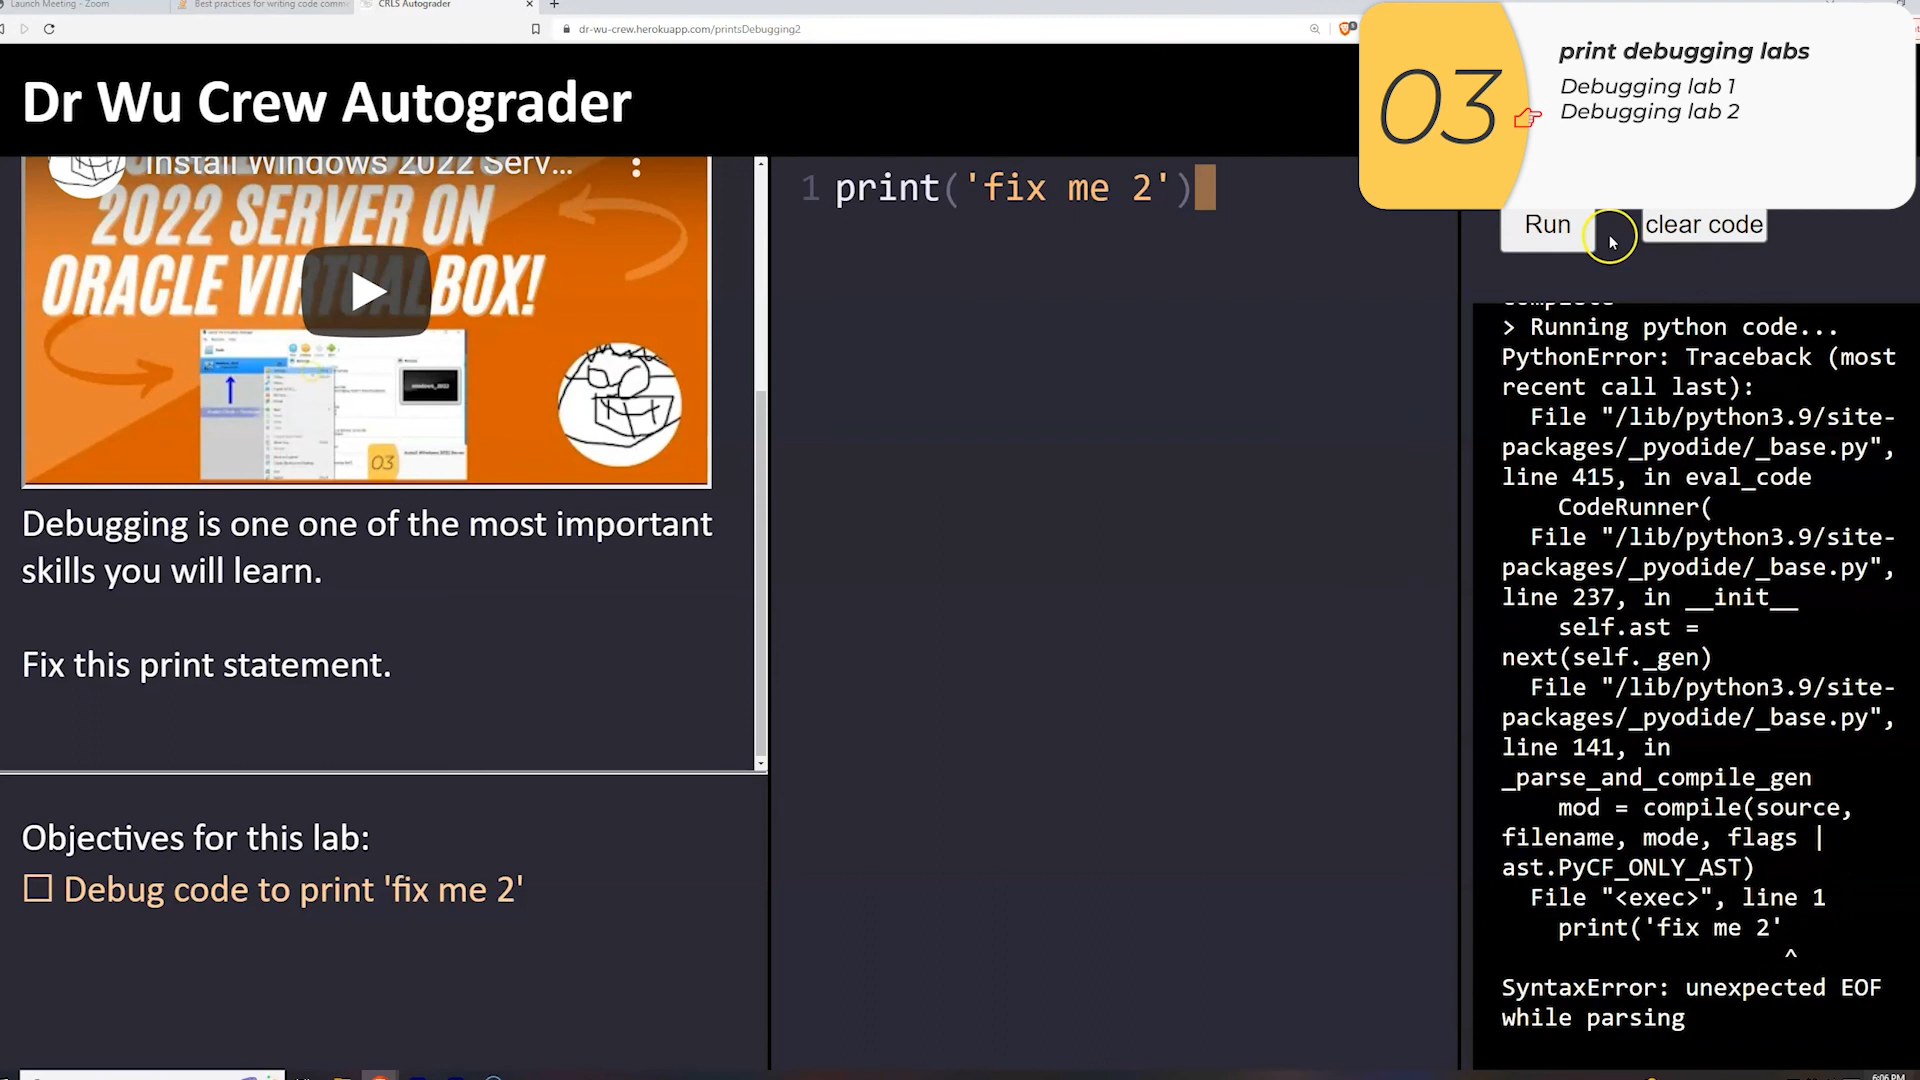 Launch Meeting - Zoom
Best practices for writing code comm
CRLS Autograder
dr-wu-crew.herokuapp.com/printsDebugging2
03
print debugging labs
Debugging lab 1
Debugging lab 2
Dr Wu Crew Autograder
Install Windows 2022 Serv...
2022 SERVER ON
ORACLE VIRTUALBOX!
03
Debugging is one one of the most important
skills you will learn.
Fix this print statement.
Objectives for this lab:
☐ Debug code to print 'fix me 2'
1 print('fix me 2')
Run
clear code
complete
> Running python code...
PythonError: Traceback (most
recent call last):
File "/lib/python3.9/site-
packages/_pyodide/_base.py",
line 415, in eval_code
CodeRunner(
File "/lib/python3.9/site-
packages/_pyodide/_base.py",
line 237, in __init__
self.ast =
next(self._gen)
File "/lib/python3.9/site-
packages/_pyodide/_base.py",
line 141, in
_parse_and_compile_gen
mod = compile(source,
filename, mode, flags |
ast.PyCF_ONLY_AST)
File "<exec>", line 1
print('fix me 2'
^
SyntaxError: unexpected EOF
while parsing
6:06 PM